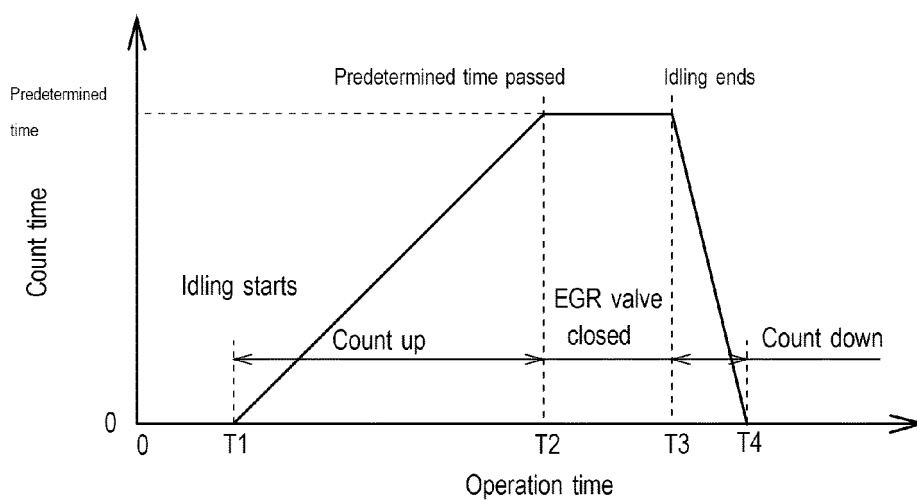 Predetermined time passed
Idling ends
Predetermined
time
Count time
Idling starts
EGR valve
closed
Count up
Count down
0
0
T1
T2
T3
T4
Operation time